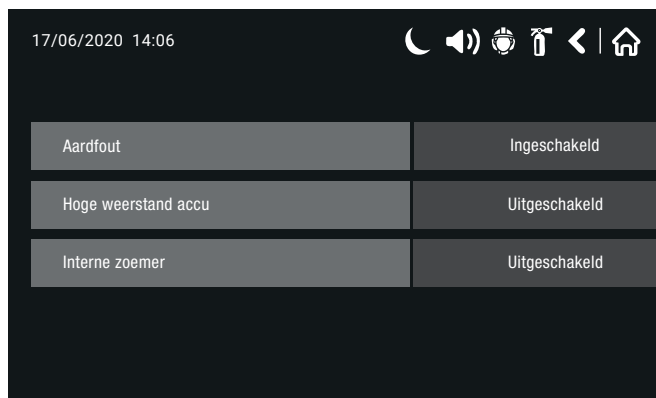 17/06/2020 14:06
Aardfout Ingeschakeld
Hoge weerstand accu Uitgeschakeld
Interne zoemer Uitgeschakeld